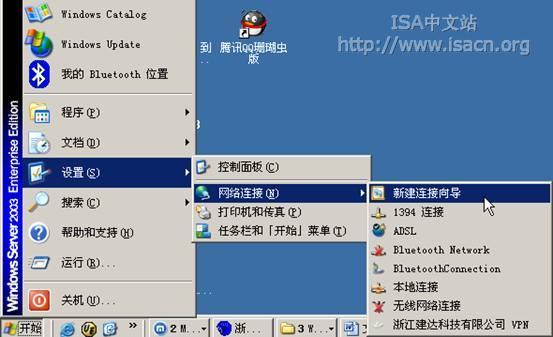 ISA中文站
http://www.isacn.org
Windows Catalog
Windows Update
我的 Bluetooth 位置
程序(P)
文档(D)
设置(S)
搜索(C)
帮助和支持(H)
运行(R)...
关机(U)...
Windows Server 2003 Enterprise Edition
到
腾讯QQ珊瑚虫
版
控制面板(C)
网络连接(N)
打印机和传真(P)
任务栏和「开始」菜单(T)
新建连接向导
1394 连接
ADSL
Bluetooth Network
BluetoothConnection
本地连接
无线网络连接
浙江建达科技有限公司 VPN
开始
2 M...
浙...
3 W...